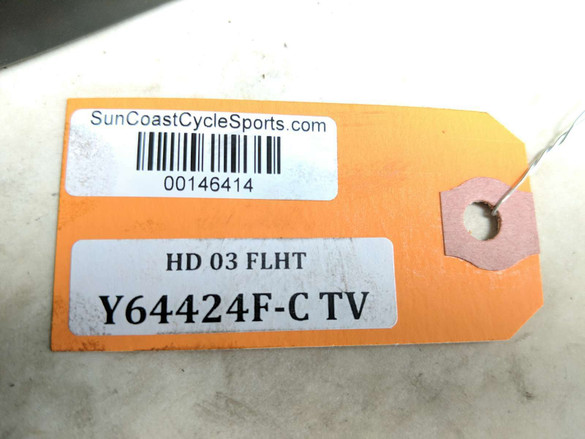 SunCoastCycleSports.com
00146414
HD 03 FLHT
Y64424F-C TV